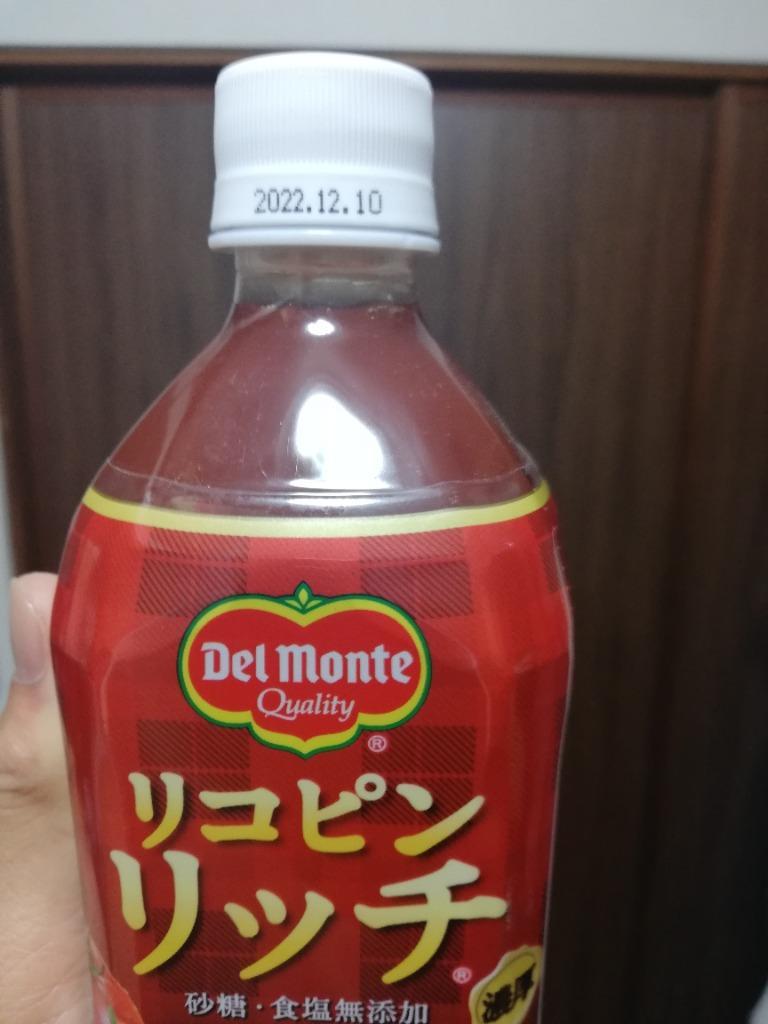 2022.12.10
Del Monte
Quality
®
リコピン
リッチ
®
濃厚
砂糖・食塩無添加